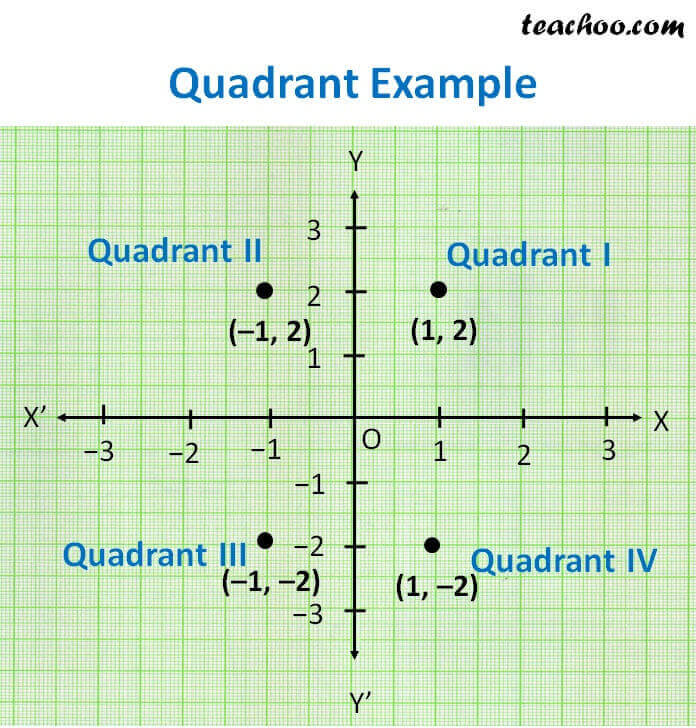 teachoo.com
Quadrant Example
Y
3
Quadrant II
Quadrant I
2
(–1, 2)
(1, 2)
1
X’
X
–3
–2
–1
O
1
2
3
–1
Quadrant III
–2
Quadrant IV
(–1, –2)
(1, –2)
–3
Y’